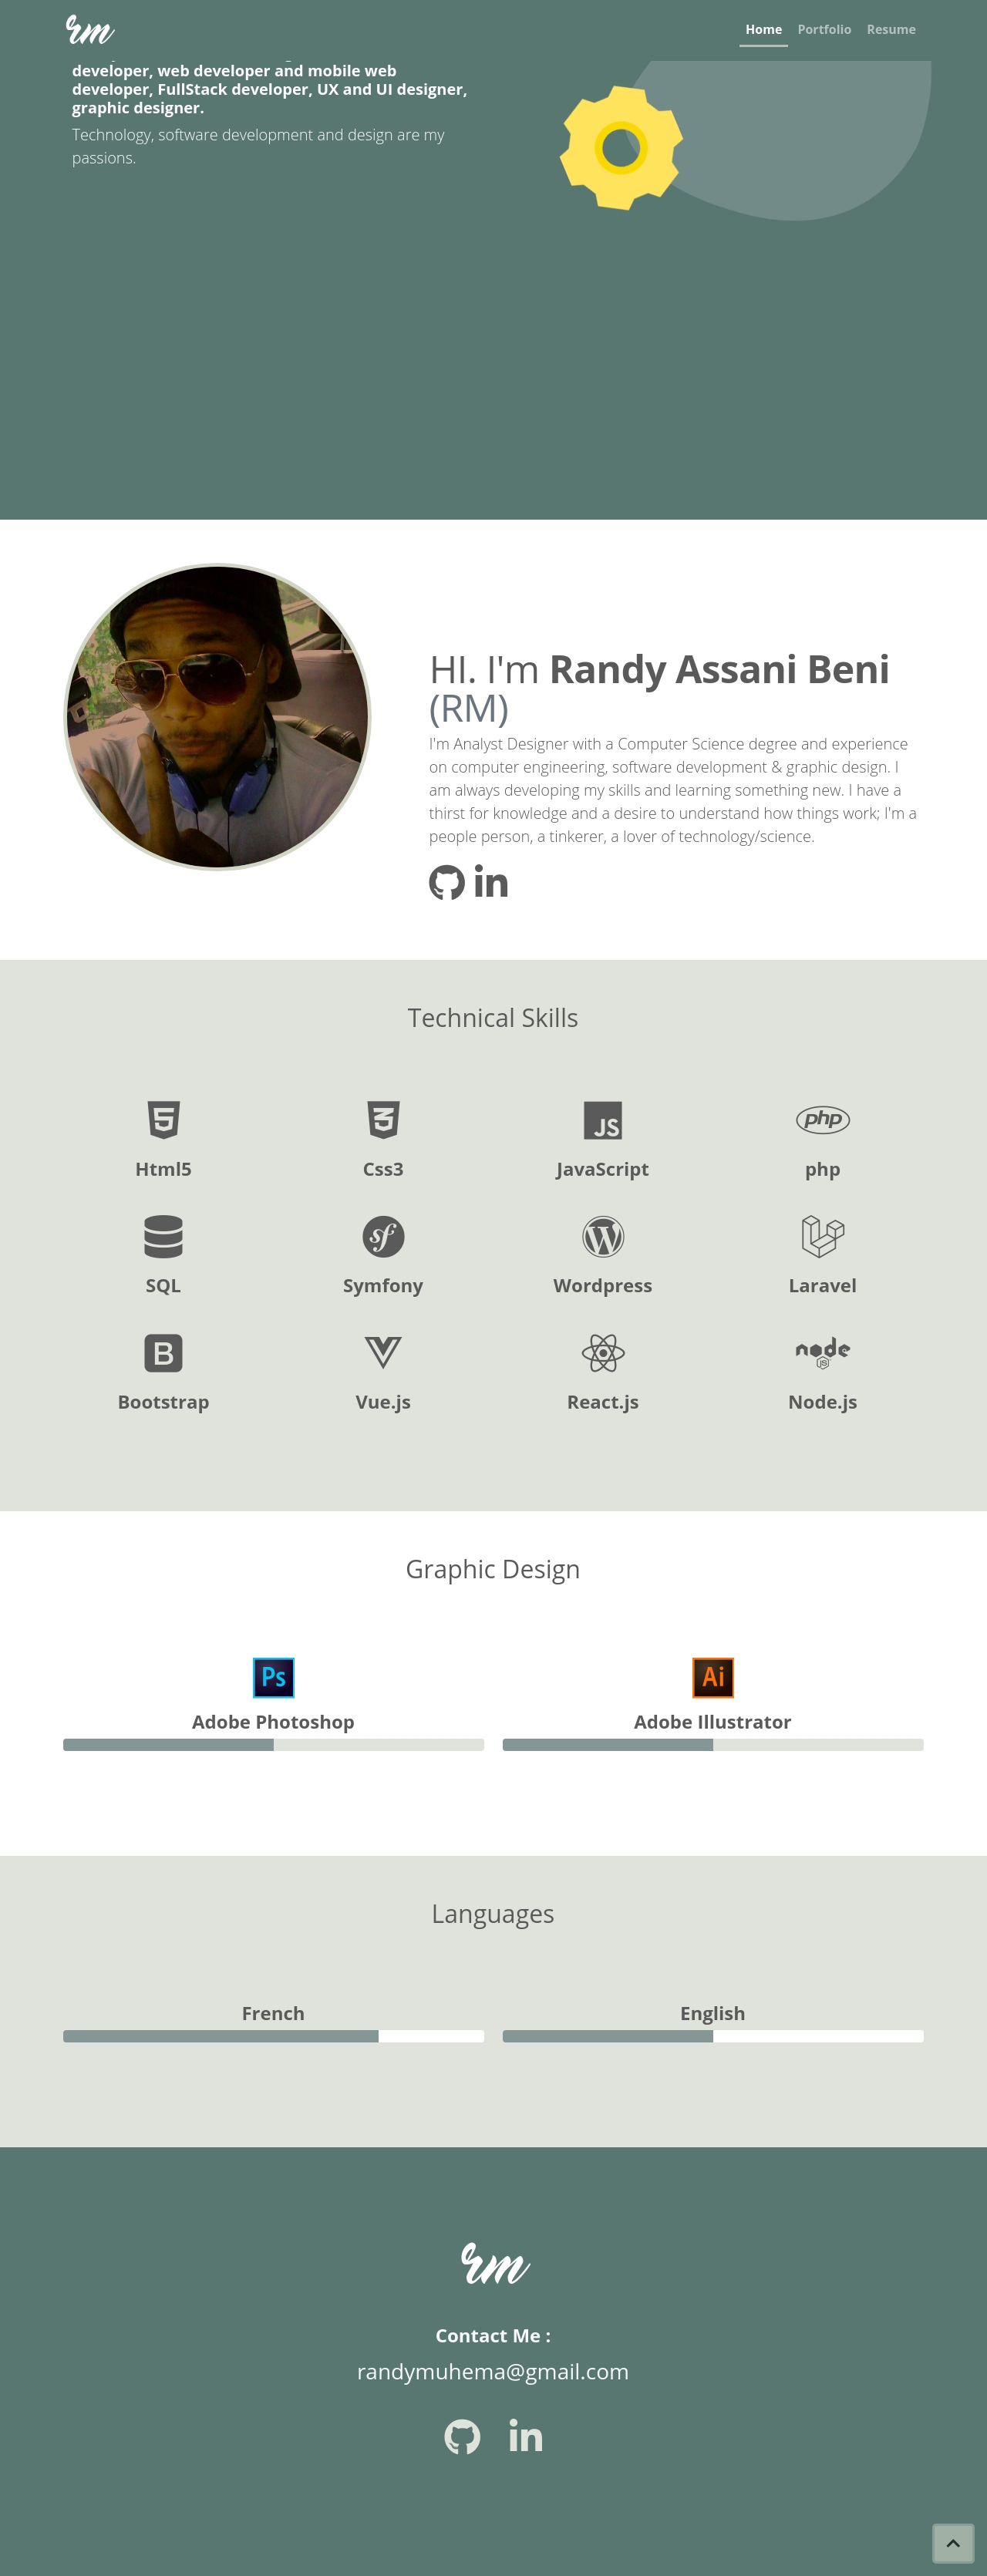 rm
Home Portfolio Resume
developer, web developer and mobile web
developer, FullStack developer, UX and UI designer,
graphic designer.
Technology, software development and design are my
passions.
HI. I'm Randy Assani Beni
(RM)
I'm Analyst Designer with a Computer Science degree and experience
on computer engineering, software development & graphic design. I
am always developing my skills and learning something new. I have a
thirst for knowledge and a desire to understand how things work; I'm a
people person, a tinkerer, a lover of technology/science.
in
Technical Skills
5 3 JS php
Html5 Css3 JavaScript php
sf W
SQL Symfony Wordpress Laravel
B node JS
Bootstrap Vue.js React.js Node.js
Graphic Design
Ps Ai
Adobe Photoshop Adobe Illustrator
Languages
French English
rm
Contact Me :
randymuhema@gmail.com
in